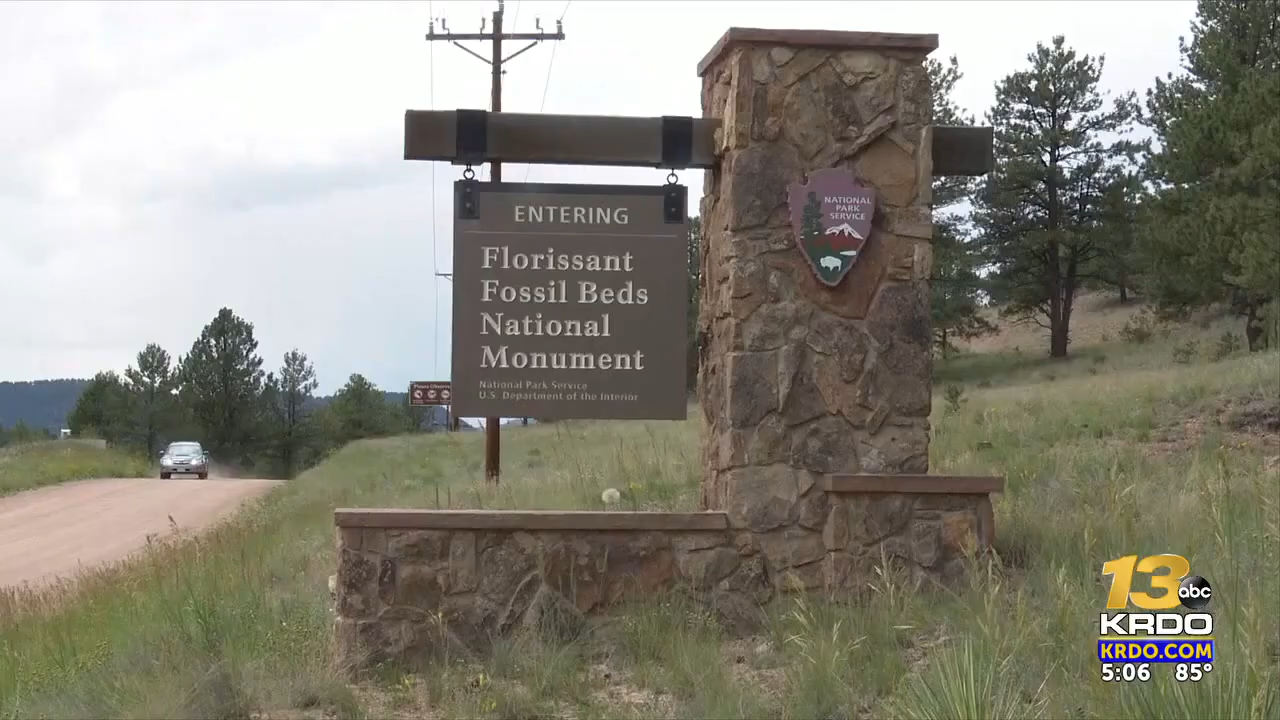 ENTERING
Florissant
Fossil Beds
National
Monument
National Park Service
U.S. Department of the Interior
NATIONAL
PARK
SERVICE
13 abc
KRDO
KRDO.COM
5:06 85°